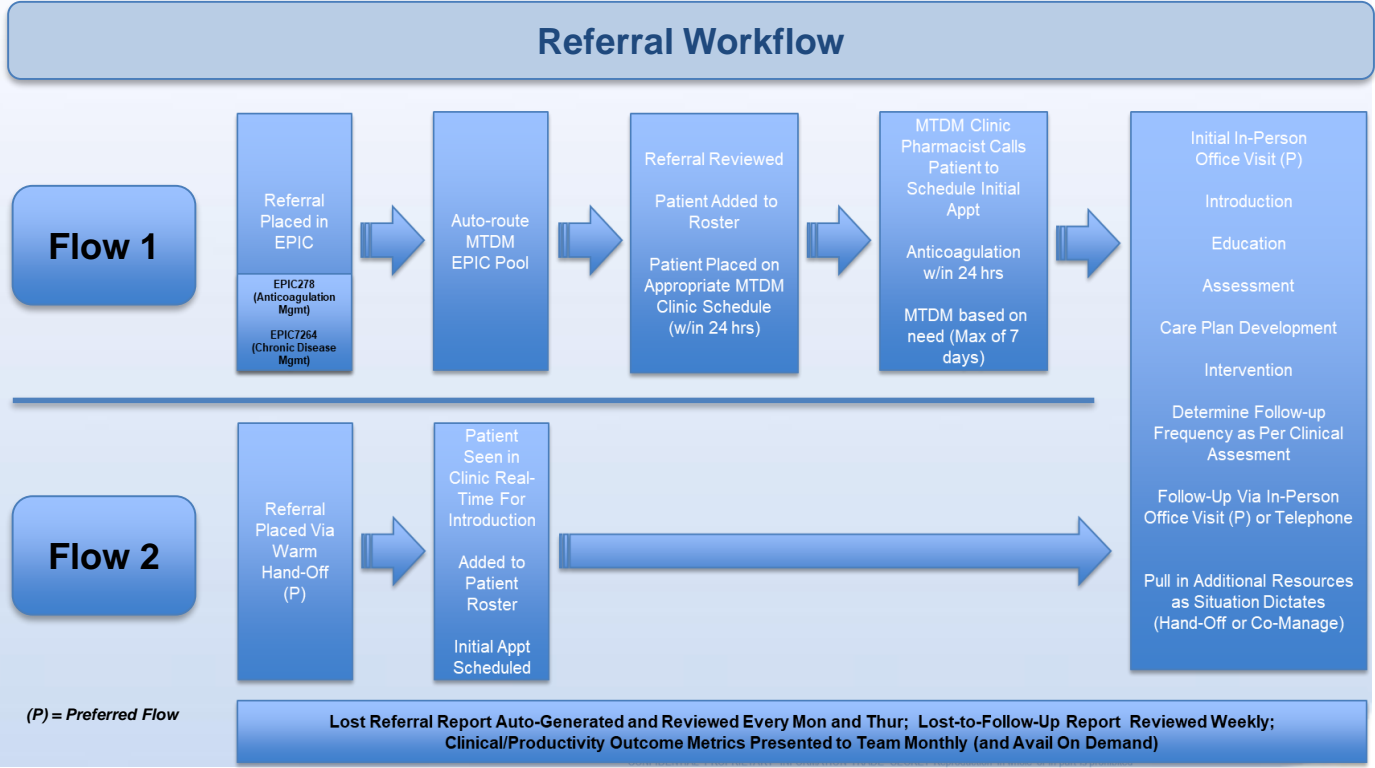 Referral Workflow
Flow 1
Referral
Placed in
EPIC
EPIC278
(Anticoagulation
Mgmt)
EPIC7264
(Chronic Disease
Mgmt)
Auto-route
MTDM
EPIC Pool
Referral Reviewed
Patient Added to
Roster
Patient Placed on
Appropriate MTDM
Clinic Schedule
(w/in 24 hrs)
MTDM Clinic
Pharmacist Calls
Patient to
Schedule Initial
Appt
Anticoagulation
w/in 24 hrs
MTDM based on
need (Max of 7
days)
Initial In-Person
Office Visit (P)
Introduction
Education
Assessment
Care Plan Development
Intervention
Determine Follow-up
Frequency as Per Clinical
Assesment
Follow-Up Via In-Person
Office Visit (P) or Telephone
Pull in Additional Resources
as Situation Dictates
(Hand-Off or Co-Manage)
Flow 2
Referral
Placed Via
Warm
Hand-Off
(P)
Patient
Seen in
Clinic Real-
Time For
Introduction
Added to
Patient
Roster
Initial Appt
Scheduled
(P) = Preferred Flow
Lost Referral Report Auto-Generated and Reviewed Every Mon and Thur; Lost-to-Follow-Up Report Reviewed Weekly;
Clinical/Productivity Outcome Metrics Presented to Team Monthly (and Avail On Demand)